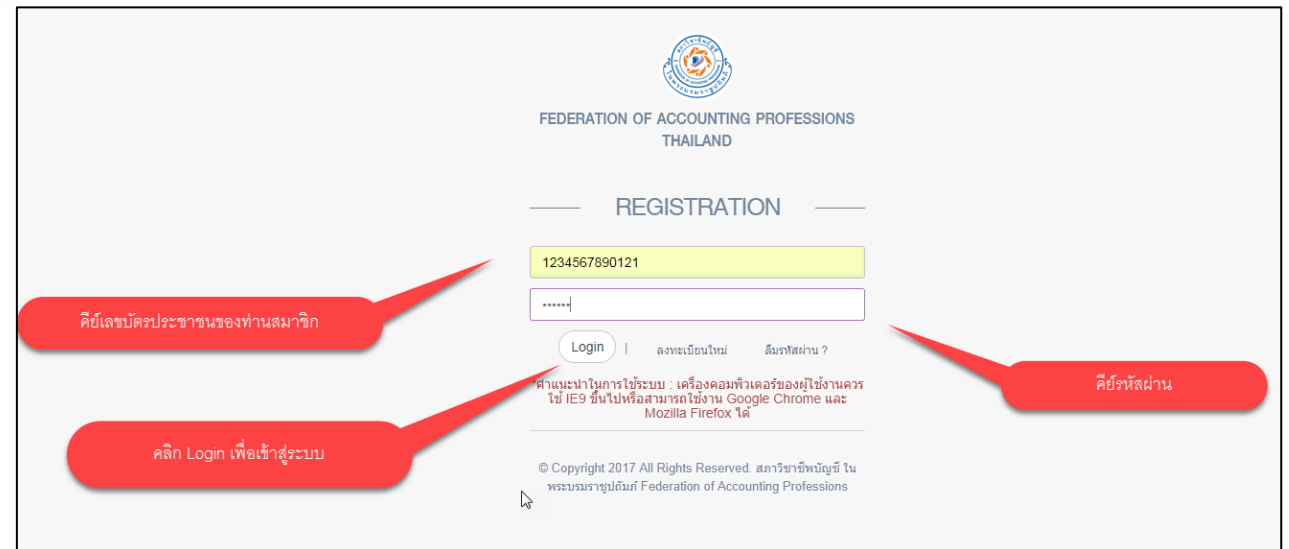 FEDERATION OF ACCOUNTING PROFESSIONS
THAILAND
REGISTRATION
1234567890121
••••••
คีย์เลขบัตรประชาชนของท่านสมาชิก
Login | ลงทะเบียนใหม่ ลืมรหัสผ่าน ?
คีย์รหัสผ่าน
*คำแนะนำในการใช้ระบบ : เครื่องคอมพิวเตอร์ของผู้ใช้งานควร
ใช้ IE9 ขึ้นไปหรือสามารถใช้งาน Google Chrome และ
Mozilla Firefox ได้
คลิก Login เพื่อเข้าสู่ระบบ
© Copyright 2017 All Rights Reserved. สภาวิชาชีพบัญชี ใน
พระบรมราชูปถัมภ์ Federation of Accounting Professions